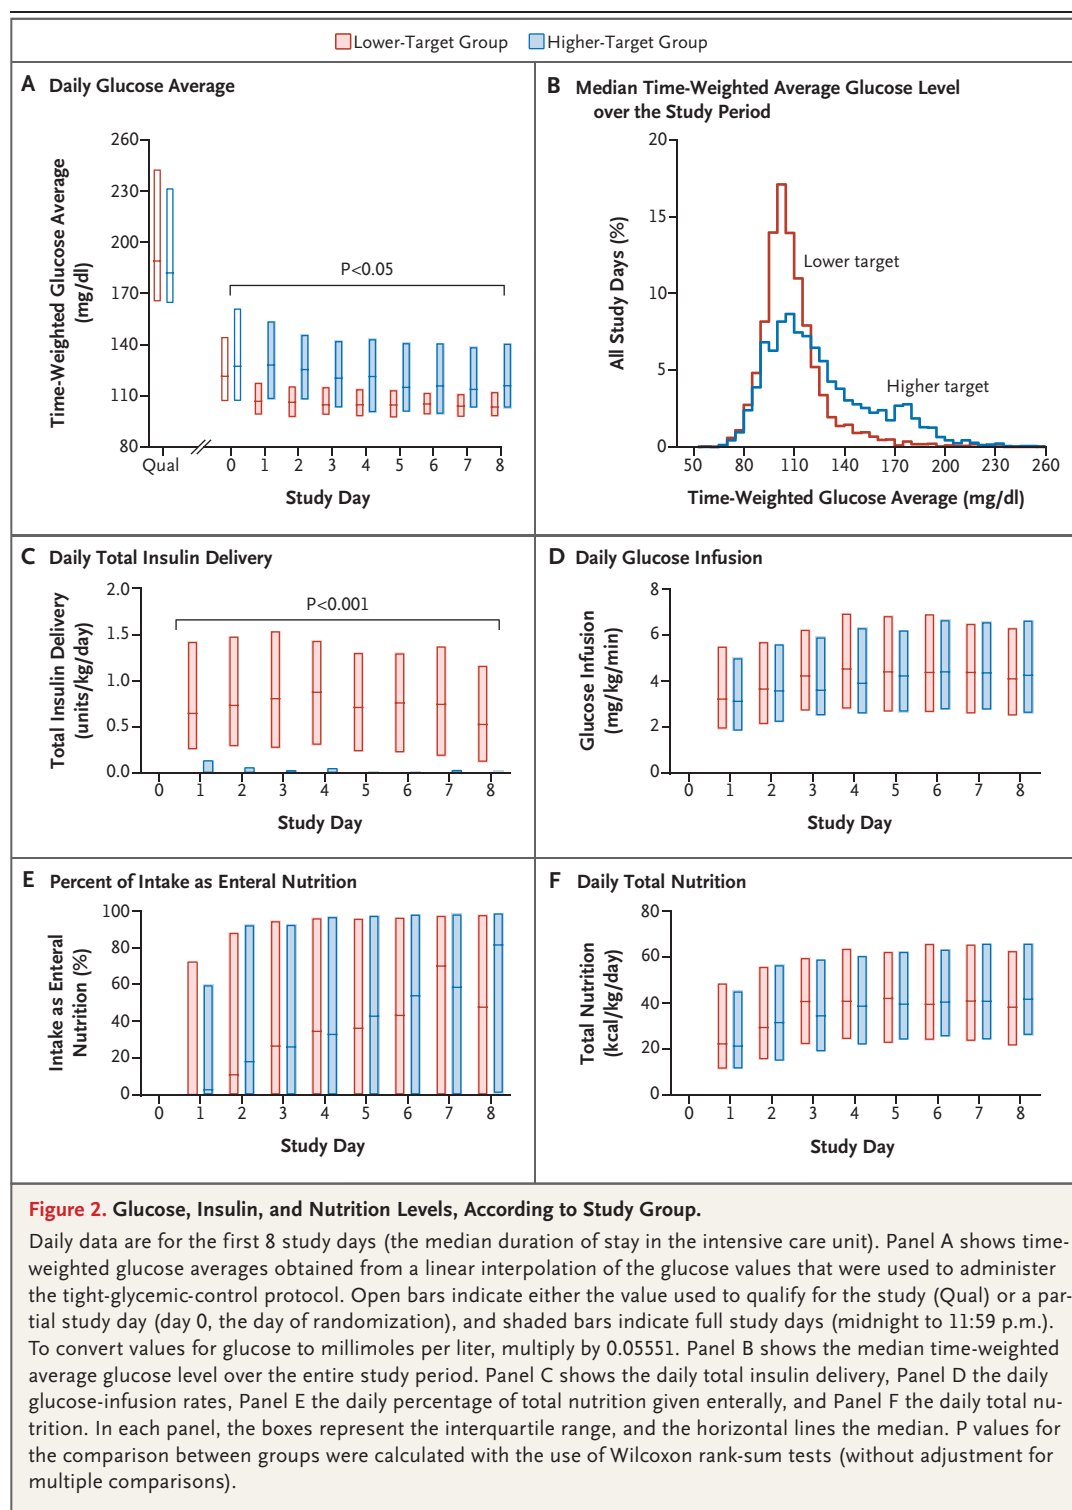 Lower-Target Group Higher-Target Group
A Daily Glucose Average
Time-Weighted Glucose Average
(mg/dl)
260
230
200
170
140
110
80
P<0.05
Qual 0 1 2 3 4 5 6 7 8
Study Day
B Median Time-Weighted Average Glucose Level
over the Study Period
All Study Days (%)
20
15
10
5
0
Lower target
Higher target
50 80 110 140 170 200 230 260
Time-Weighted Glucose Average (mg/dl)
C Daily Total Insulin Delivery
Total Insulin Delivery
(units/kg/day)
2.0
1.5
1.0
0.5
0.0
P<0.001
0 1 2 3 4 5 6 7 8
Study Day
D Daily Glucose Infusion
Glucose Infusion
(mg/kg/min)
8
6
4
2
0
0 1 2 3 4 5 6 7 8
Study Day
E Percent of Intake as Enteral Nutrition
Intake as Enteral
Nutrition (%)
100
80
60
40
20
0
0 1 2 3 4 5 6 7 8
Study Day
F Daily Total Nutrition
Total Nutrition
(kcal/kg/day)
80
60
40
20
0
0 1 2 3 4 5 6 7 8
Study Day
Figure 2. Glucose, Insulin, and Nutrition Levels, According to Study Group.
Daily data are for the first 8 study days (the median duration of stay in the intensive care unit). Panel A shows time-
weighted glucose averages obtained from a linear interpolation of the glucose values that were used to administer
the tight-glycemic-control protocol. Open bars indicate either the value used to qualify for the study (Qual) or a par-
tial study day (day 0, the day of randomization), and shaded bars indicate full study days (midnight to 11:59 p.m.).
To convert values for glucose to millimoles per liter, multiply by 0.05551. Panel B shows the median time-weighted
average glucose level over the entire study period. Panel C shows the daily total insulin delivery, Panel D the daily
glucose-infusion rates, Panel E the daily percentage of total nutrition given enterally, and Panel F the daily total nu-
trition. In each panel, the boxes represent the interquartile range, and the horizontal lines the median. P values for
the comparison between groups were calculated with the use of Wilcoxon rank-sum tests (without adjustment for
multiple comparisons).